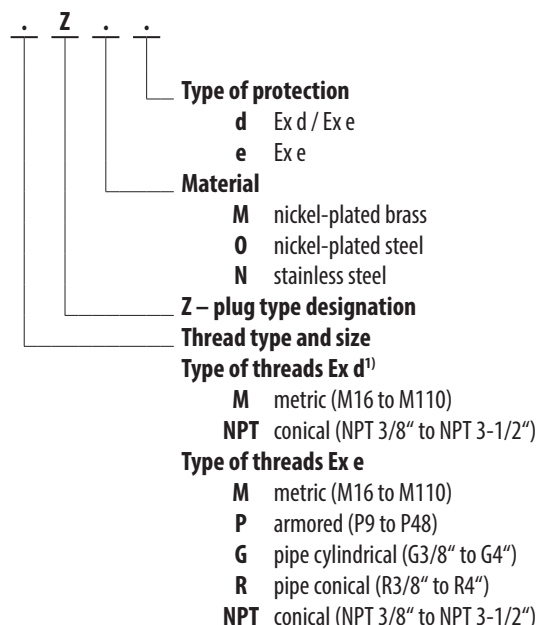 . Z . .
Type of protection
d Ex d / Ex e
e Ex e
Material
M nickel-plated brass
O nickel-plated steel
N stainless steel
Z – plug type designation
Thread type and size
Type of threads Ex d¹⁾
M metric (M16 to M110)
NPT conical (NPT 3/8“ to NPT 3-1/2“)
Type of threads Ex e
M metric (M16 to M110)
P armored (P9 to P48)
G pipe cylindrical (G3/8“ to G4“)
R pipe conical (R3/8“ to R4“)
NPT conical (NPT 3/8“ to NPT 3-1/2“)